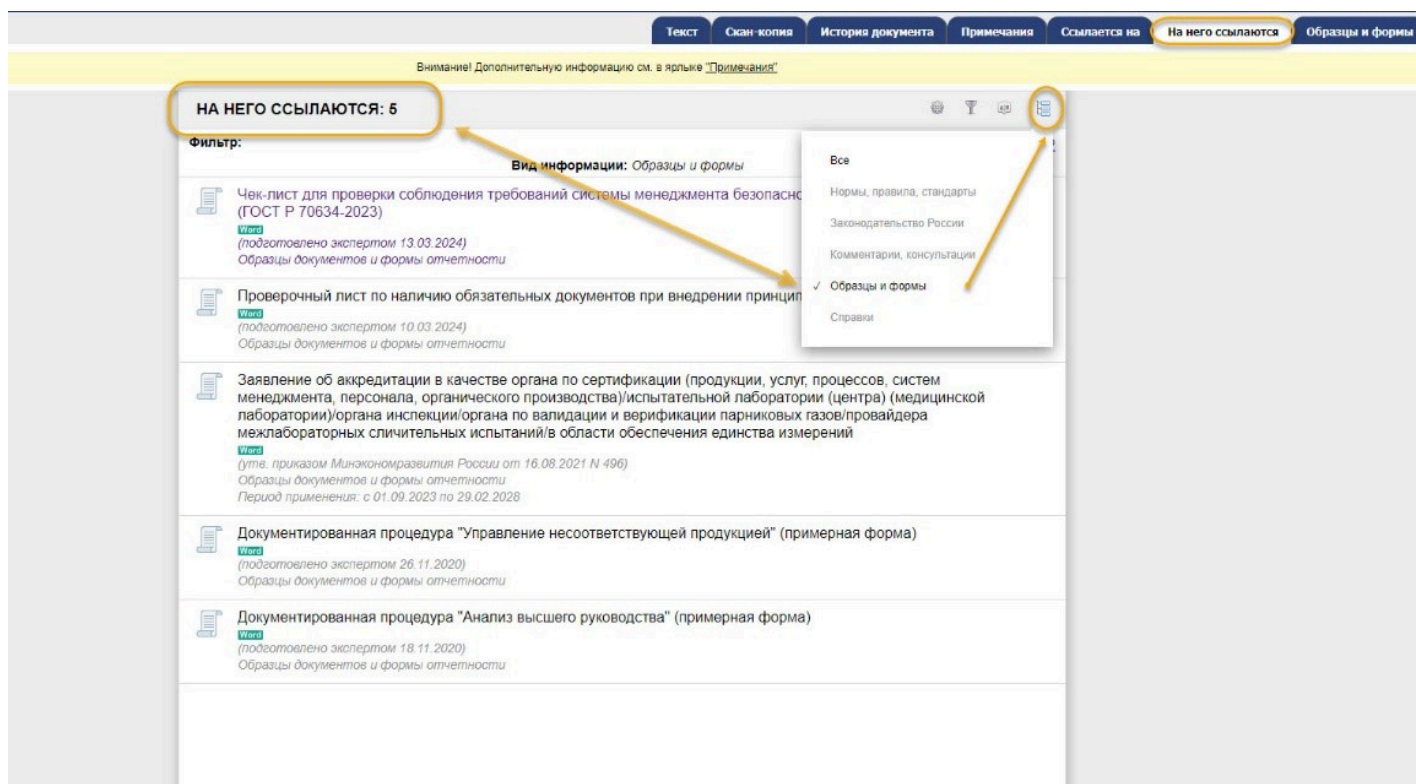 Текст Скан-копия История документа Примечания Ссылается на На него ссылаются Образцы и формы
Внимание! Дополнительную информацию см. в ярлыке "Примечания"
НА НЕГО ССЫЛАЮТСЯ: 5
Фильтр:
Вид информации: Образцы и формы
Все
Нормы, правила, стандарты
Законодательство России
Комментарии, консультации
✓ Образцы и формы
Справки
Чек-лист для проверки соблюдения требований системы менеджмента безопасно
(ГОСТ Р 70634-2023)
Word
(подготовлено экспертом 13.03.2024)
Образцы документов и формы отчетности
Проверочный лист по наличию обязательных документов при внедрении принцип
Word
(подготовлено экспертом 10.03.2024)
Образцы документов и формы отчетности
Заявление об аккредитации в качестве органа по сертификации (продукции, услуг, процессов, систем
менеджмента, персонала, органического производства)/испытательной лаборатории (центра) (медицинской
лаборатории)/органа инспекции/органа по валидации и верификации парниковых газов/провайдера
межлабораторных сличительных испытаний/в области обеспечения единства измерений
Word
(утв. приказом Минэкономразвития России от 16.08.2021 N 496)
Образцы документов и формы отчетности
Период применения: с 01.09.2023 по 29.02.2028
Документированная процедура "Управление несоответствующей продукцией" (примерная форма)
Word
(подготовлено экспертом 26.11.2020)
Образцы документов и формы отчетности
Документированная процедура "Анализ высшего руководства" (примерная форма)
Word
(подготовлено экспертом 18.11.2020)
Образцы документов и формы отчетности